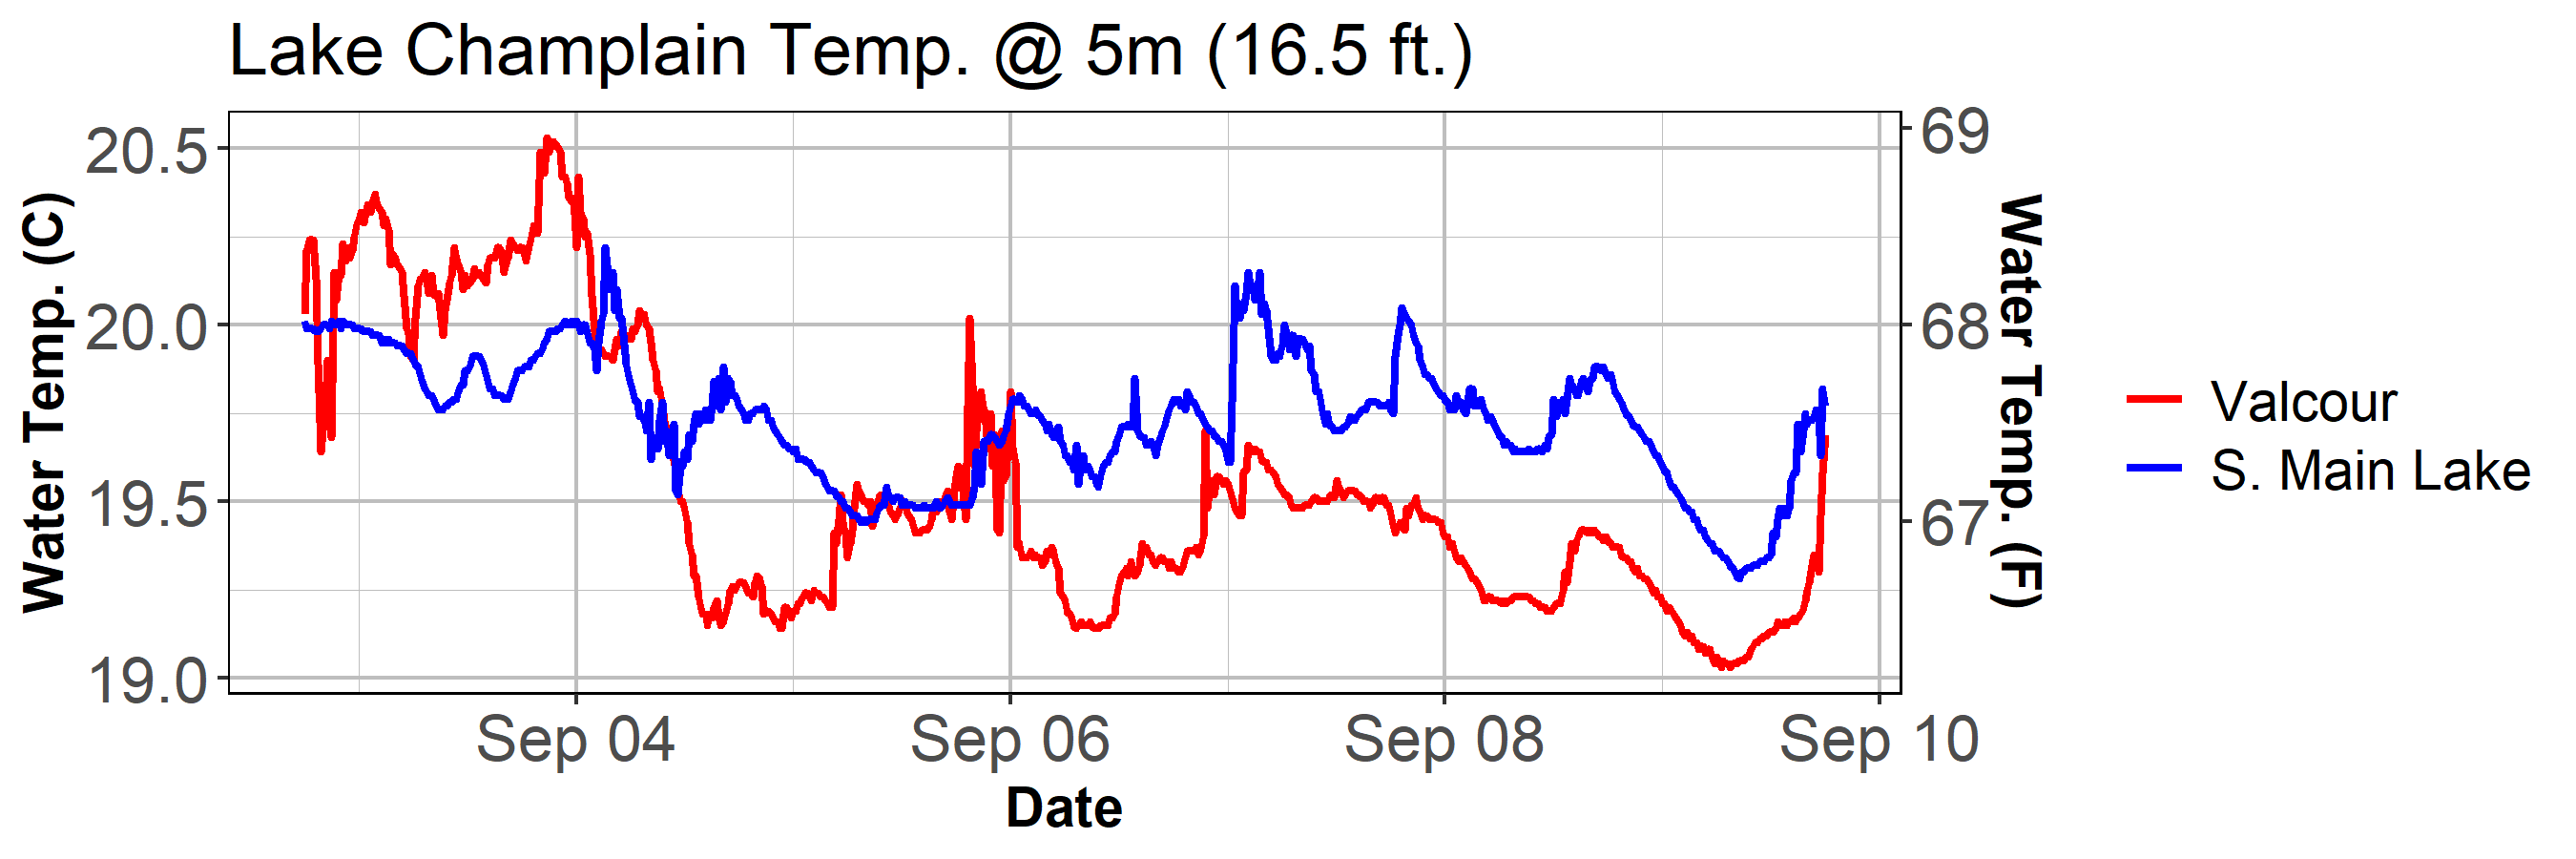 Lake Champlain Temp. @ 5m (16.5 ft.)
Water Temp. (C)
20.5
20.0
19.5
19.0
69
68
67
Water Temp. (F)
Sep 04
Sep 06
Sep 08
Sep 10
Date
Valcour
S. Main Lake